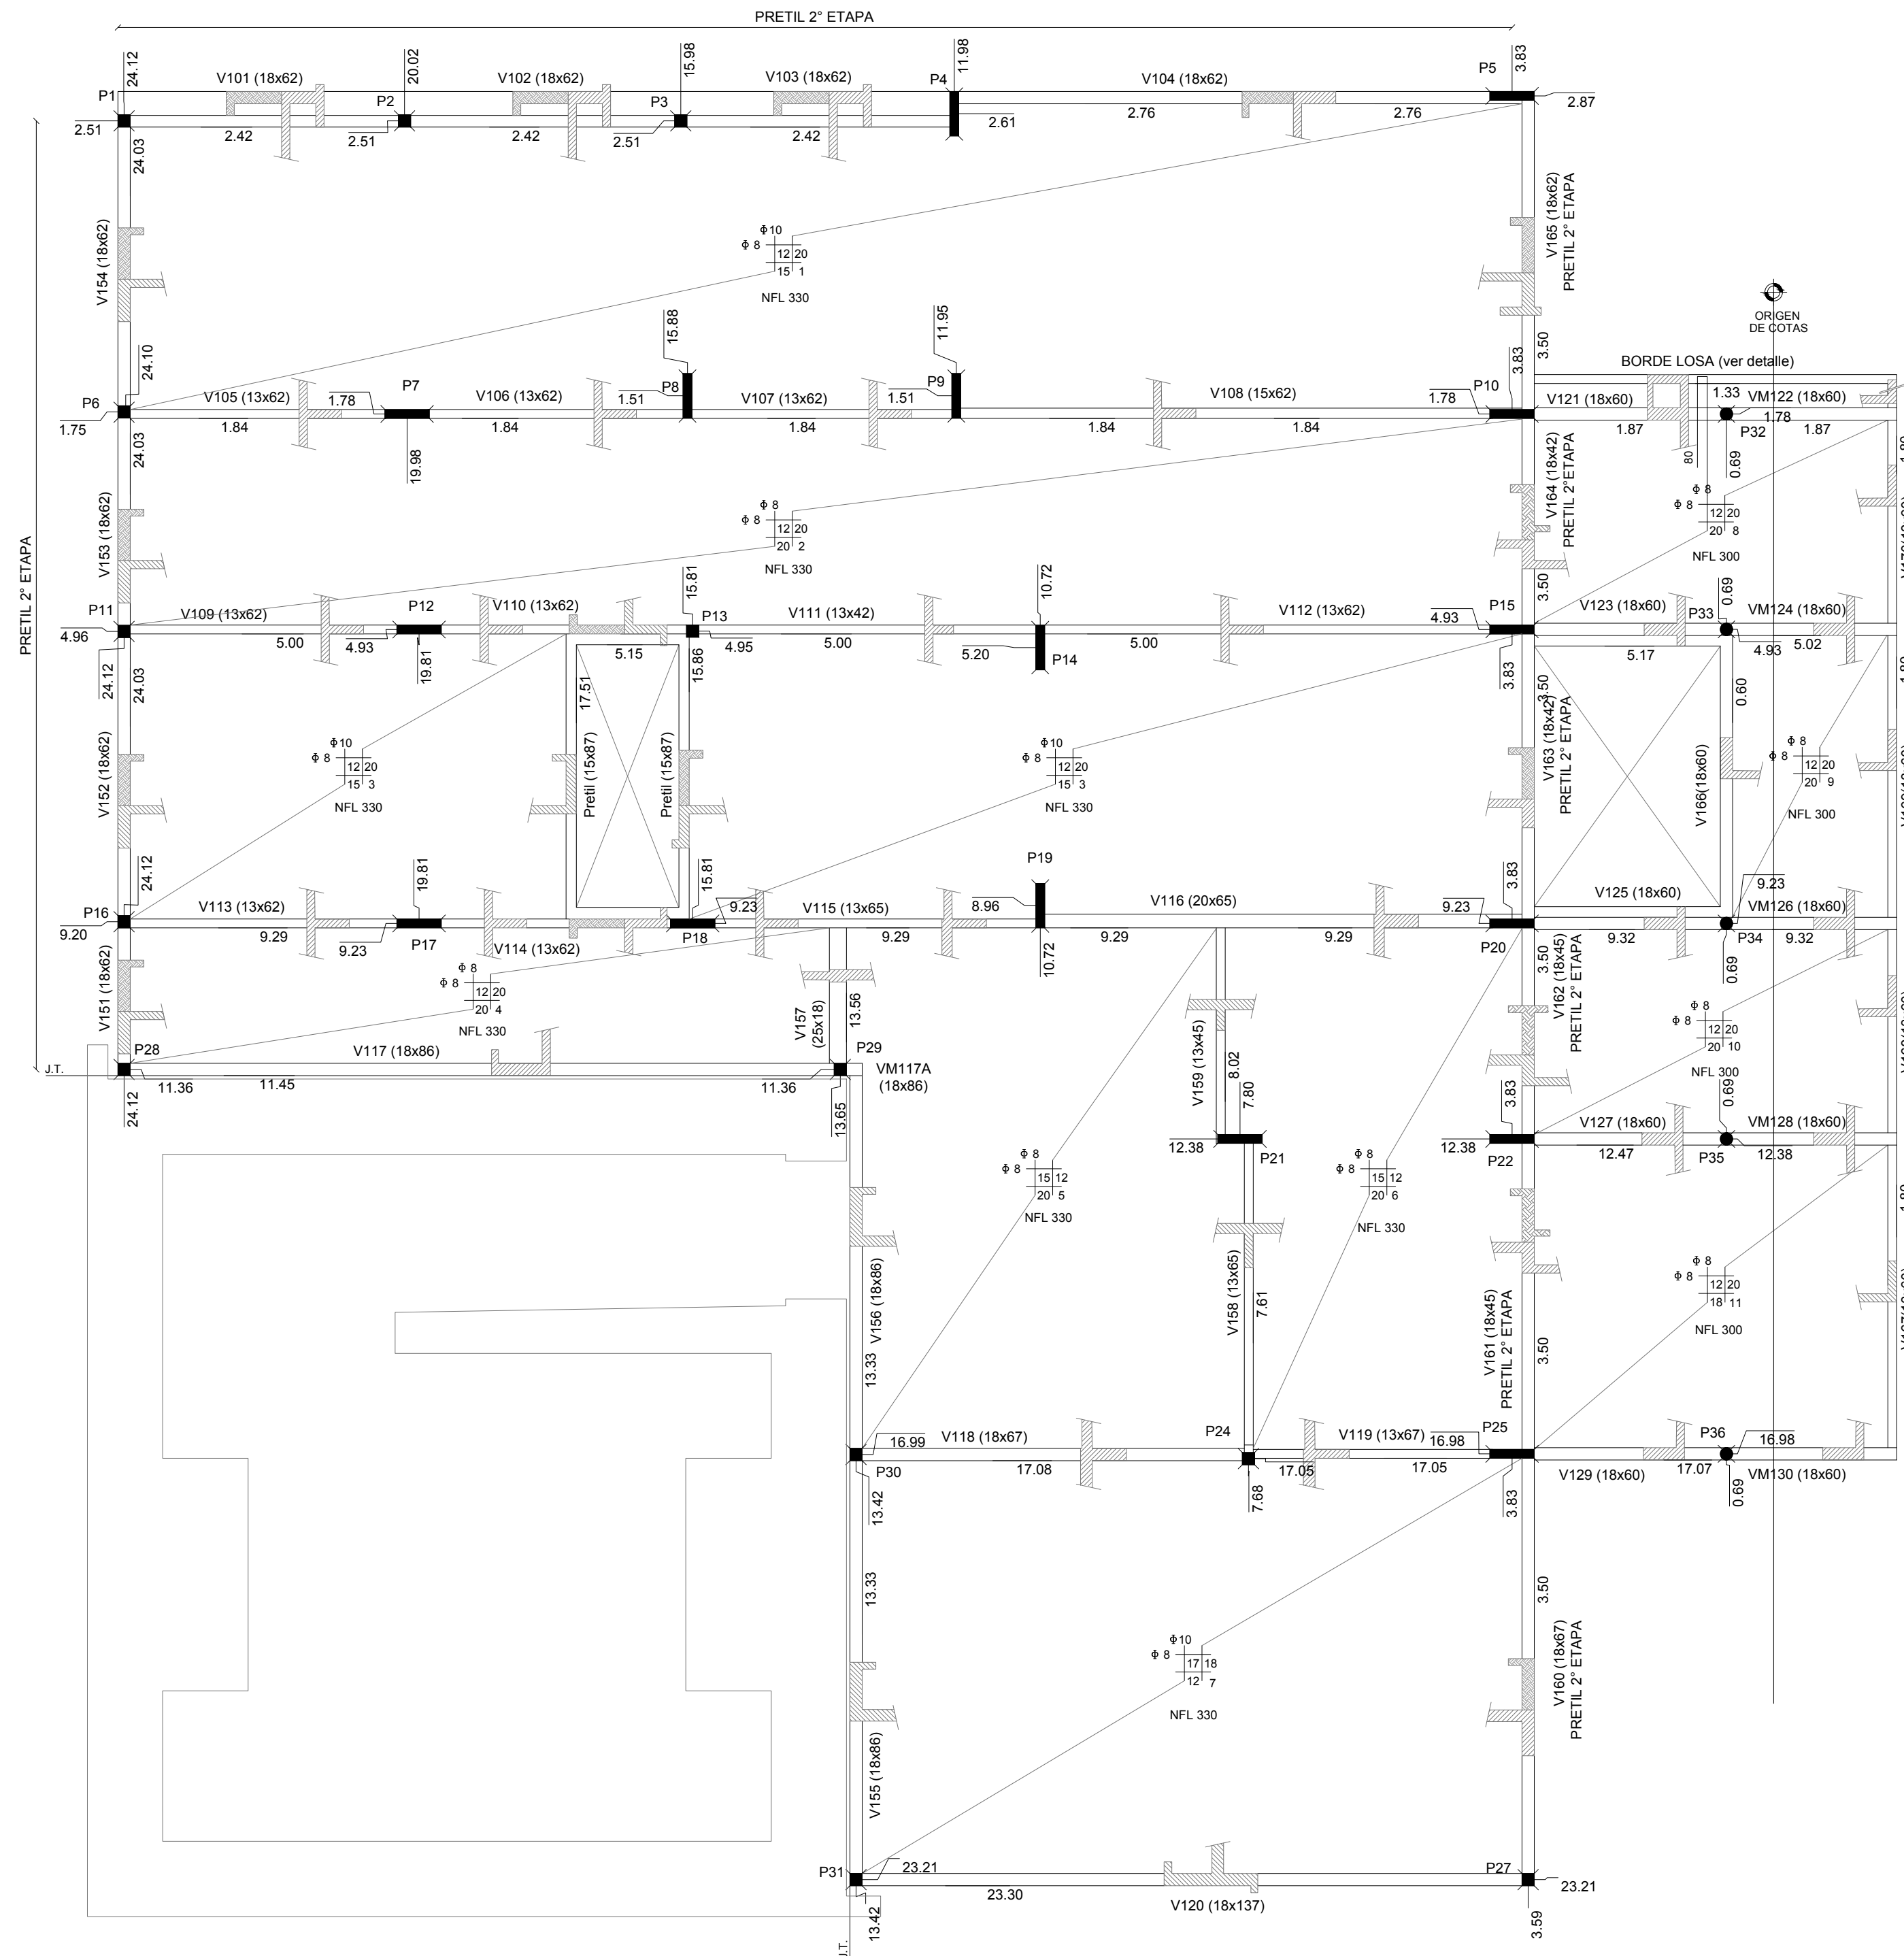 PRETIL 2° ETAPA
24.12
20.02
15.98
11.98
3.83
P1
V101 (18x62)
P2
V102 (18x62)
P3
V103 (18x62)
P4
V104 (18x62)
P5
2.51
2.42
2.51
2.42
2.51
2.42
2.61
2.76
2.76
2.87
24.03
V154 (18x62)
Φ10
Φ 8
12 20
15 1
NFL 330
V165 (18x62)
PRETIL 2° ETAPA
ORIGEN
DE COTAS
3.50
BORDE LOSA (ver detalle)
24.10
15.88
11.95
3.83
P6
V105 (13x62)
1.78
P7
V106 (13x62)
1.51
P8
V107 (13x62)
1.51
P9
V108 (15x62)
1.78
P10
V121 (18x60)
1.33
VM122 (18x60)
1.75
1.84
1.84
1.84
1.84
1.84
1.87
P32
1.78
1.87
24.03
19.98
80
0.69
V153 (18x62)
Φ 8
Φ 8
12 20
20 2
NFL 330
V164 (18x42)
PRETIL 2°ETAPA
3.50
Φ 8
Φ 8
12 20
20 8
NFL 300
PRETIL 2° ETAPA
15.81
10.72
0.69
P11
V109 (13x62)
P12
V110 (13x62)
P13
V111 (13x42)
V112 (13x62)
4.93
P15
V123 (18x60)
P33
VM124 (18x60)
4.96
5.00
4.93
5.15
4.95
5.00
5.20
P14
5.00
5.17
4.93
5.02
24.12
24.03
19.81
15.86
17.51
3.83
3.50
0.60
V152 (18x62)
Φ10
Φ 8
12 20
15 3
NFL 330
Pretil (15x87)
Pretil (15x87)
Φ10
Φ 8
12 20
15 3
NFL 330
V163 (18x42)
PRETIL 2° ETAPA
V166(18x60)
Φ 8
Φ 8
12 20
20 9
NFL 300
24.12
19.81
15.81
P19
3.83
P16
V113 (13x62)
9.23
V115 (13x65)
8.96
V116 (20x65)
9.23
V125 (18x60)
9.23
VM126 (18x60)
9.20
9.29
9.23
P17
V114 (13x62)
P18
9.29
10.72
9.29
9.29
P20
9.32
P34
9.32
3.50
0.69
V151 (18x62)
Φ 8
Φ 8
12 20
20 4
NFL 330
V157
(25x18)
13.56
V159 (13x45)
8.02
V162 (18x45)
PRETIL 2° ETAPA
Φ 8
Φ 8
12 20
20 10
NFL 300
P28
V117 (18x86)
P29
VM117A
(18x86)
J.T.
11.36
11.45
11.36
24.12
13.65
7.80
3.83
0.69
12.38
P21
12.38
P22
V127 (18x60)
VM128 (18x60)
12.47
P35
12.38
Φ 8
Φ 8
15 12
20 5
NFL 330
Φ 8
Φ 8
15 12
20 6
NFL 330
V156 (18x86)
13.33
V158 (13x65)
7.61
V161 (18x45)
PRETIL 2° ETAPA
3.50
Φ 8
Φ 8
12 20
18 11
NFL 300
16.99
V118 (18x67)
P24
V119 (13x67)
16.98
P25
P36
16.98
P30
17.08
17.05
17.05
V129 (18x60)
17.07
VM130 (18x60)
13.42
7.68
3.83
0.69
13.33
3.50
Φ10
Φ 8
17 18
12 7
NFL 330
V160 (18x67)
PRETIL 2° ETAPA
V155 (18x86)
P31
23.21
P27
23.21
23.30
V120 (18x137)
13.42
3.59
J.T.